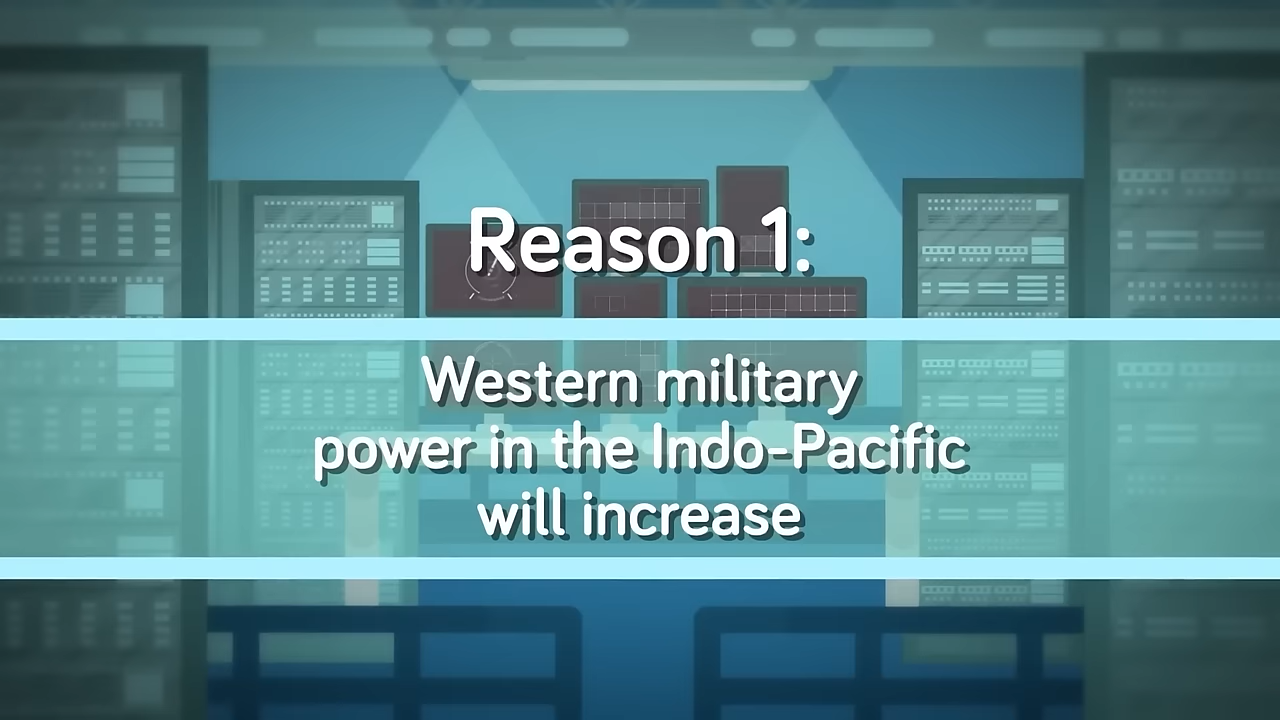 Reason 1:
Western military
power in the Indo-Pacific
will increase